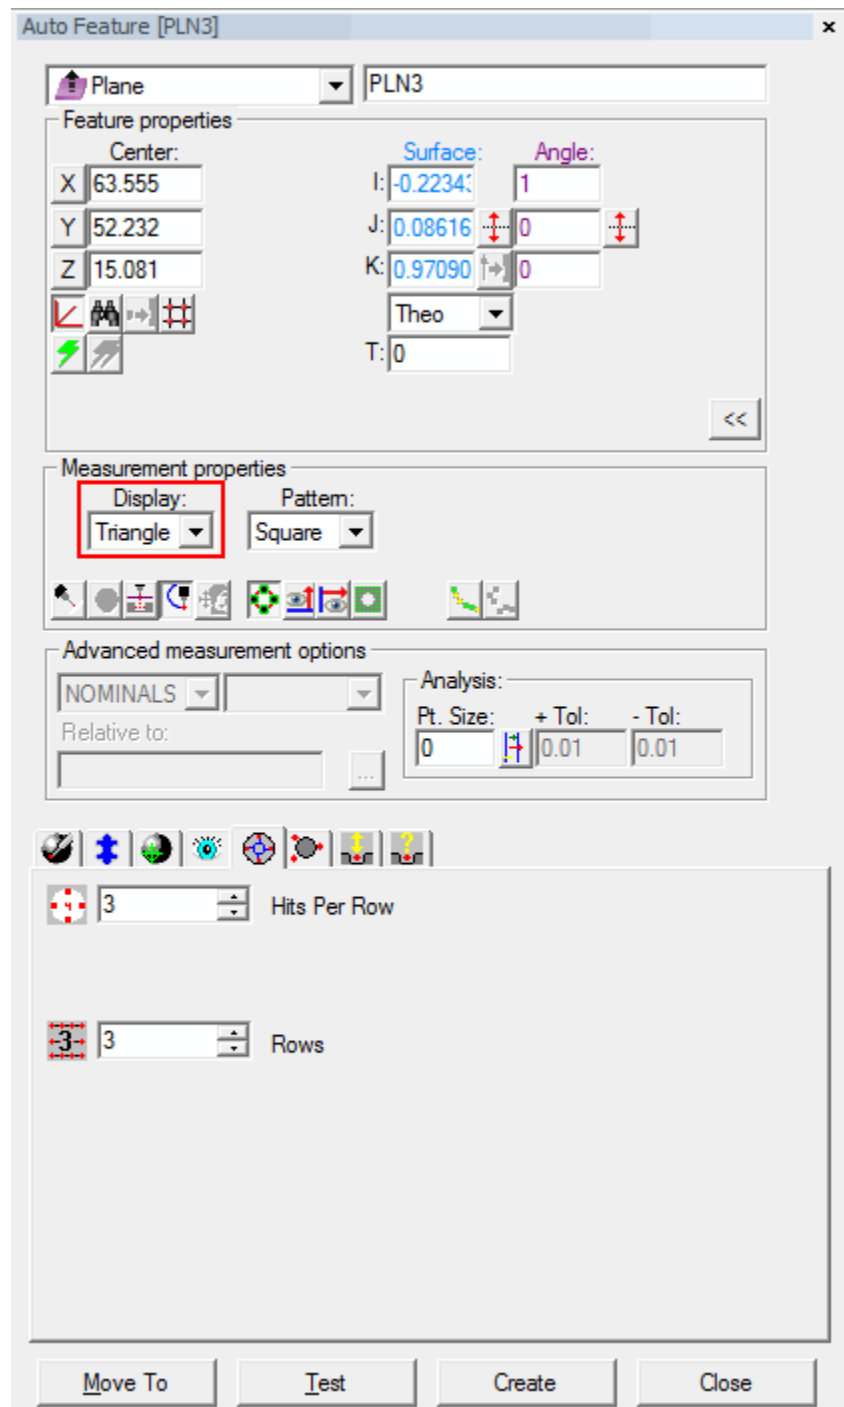 Auto Feature [PLN3] x
Plane PLN3
Feature properties
Center: Surface: Angle:
X 63.555 I: -0.2234 1
Y 52.232 J: 0.08616 0
Z 15.081 K: 0.97090 0
Theo
T: 0
<<
Measurement properties
Display: Pattern:
Triangle Square
Advanced measurement options
NOMINALS Analysis:
Pt. Size: + Tol: - Tol:
Relative to: 0 0.01 0.01
...
4 3 Hits Per Row
-3- 3 Rows
Move To Test Create Close